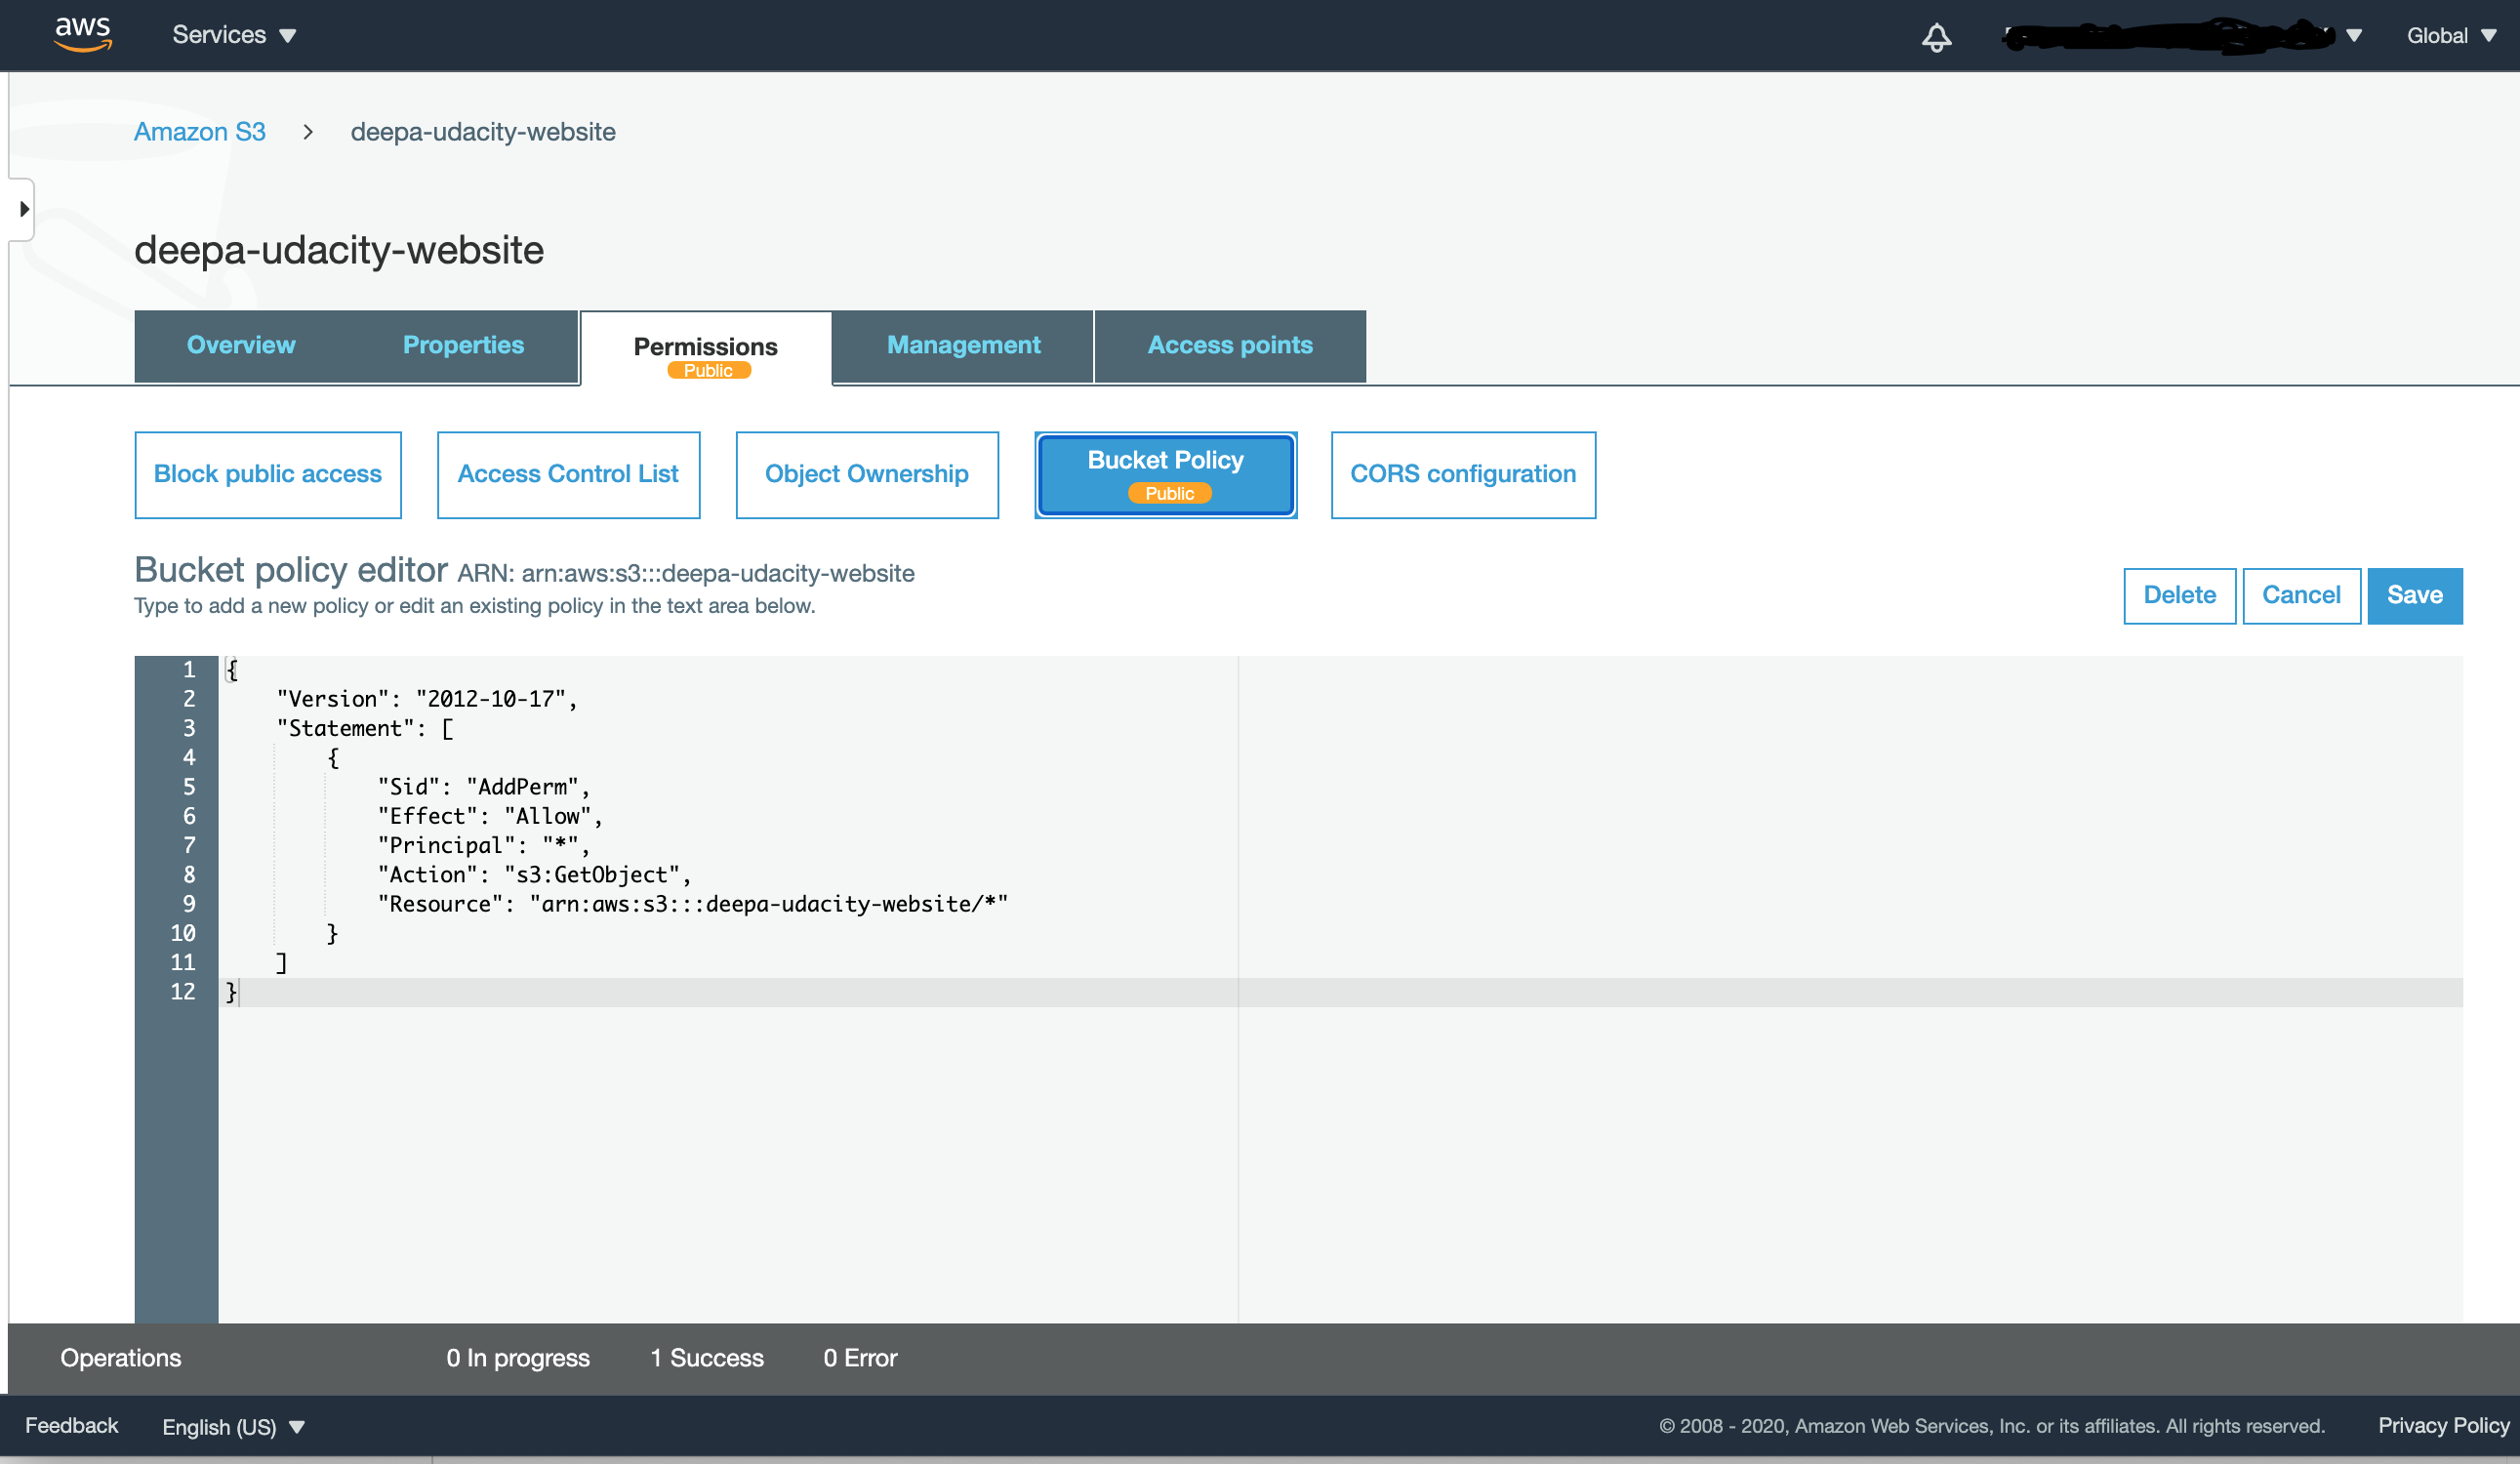 aws Services Global
Amazon S3 > deepa-udacity-website
deepa-udacity-website
Overview Properties Permissions Management Access points
Public
Block public access Access Control List Object Ownership Bucket Policy CORS configuration
Public
Bucket policy editor ARN: arn:aws:s3:::deepa-udacity-website
Type to add a new policy or edit an existing policy in the text area below.
Delete Cancel Save
1 {
2 "Version": "2012-10-17",
3 "Statement": [
4 {
5 "Sid": "AddPerm",
6 "Effect": "Allow",
7 "Principal": "*",
8 "Action": "s3:GetObject",
9 "Resource": "arn:aws:s3:::deepa-udacity-website/*"
10 }
11 ]
12 }
Operations 0 In progress 1 Success 0 Error
Feedback English (US) © 2008 - 2020, Amazon Web Services, Inc. or its affiliates. All rights reserved. Privacy Policy